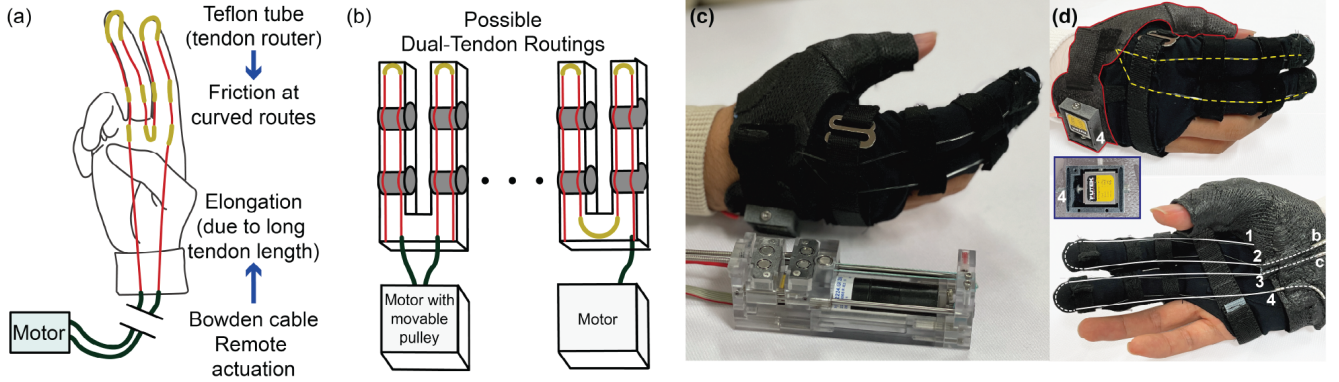 (a)
Teflon tube
(tendon router)
Friction at
curved routes
Elongation
(due to long
tendon length)
Bowden cable
Remote
actuation
Motor
(b)
Possible
Dual-Tendon Routings
Motor with
movable
pulley
Motor
(c)
(d)
4
4
1
2
3
4
b
c